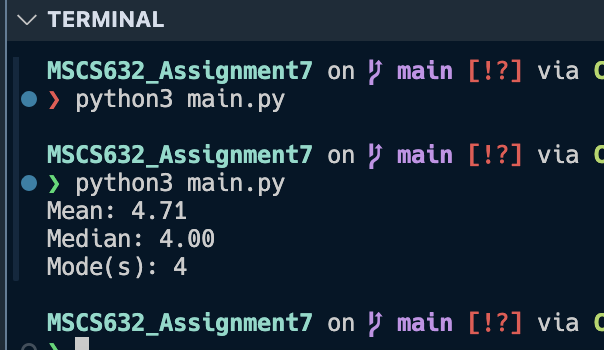 TERMINAL
MSCS632_Assignment7 on main [!?] via
❯ python3 main.py
MSCS632_Assignment7 on main [!?] via
❯ python3 main.py
Mean: 4.71
Median: 4.00
Mode(s): 4
MSCS632_Assignment7 on main [!?] via
❯